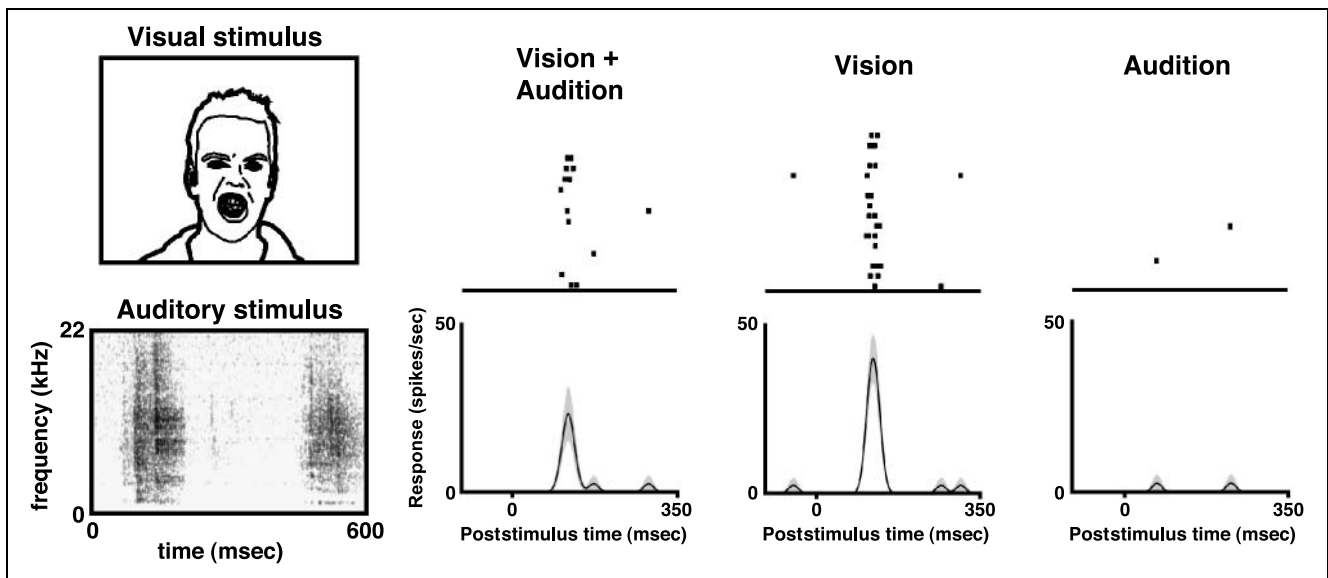 Visual stimulus
Auditory stimulus
22
frequency (kHz)
0
0
600
time (msec)
Vision +
Audition
50
Response (spikes/sec)
0
0
350
Poststimulus time (msec)
Vision
50
0
0
350
Poststimulus time (msec)
Audition
50
0
0
350
Poststimulus time (msec)